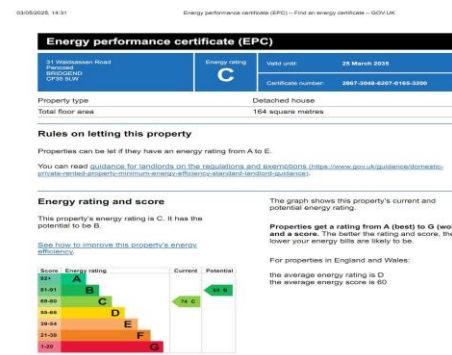 03/05/2025, 14:31
Energy performance certificate (EPC) – Find an energy certificate – GOV.UK
Energy performance certificate (EPC)
31 Waldsassen Road
Pencoed
BRIDGEND
CF35 5LW
Energy rating
C
Valid until:
25 March 2035
Certificate number:
Property type
Detached house
Total floor area
164 square metres
Rules on letting this property
Properties can be let if they have an energy rating from A to E.
You can read guidance for landlords on the regulations and exemptions (https://www.gov.uk/guidance/domestic-
private-rented-property-minimum-energy-efficiency-standard-landlord-guidance).
Energy rating and score
This property's energy rating is C. It has the
potential to be B.
See how to improve this property's energy
efficiency.
The graph shows this property's current and
potential energy rating.
Properties get a rating from A (best) to G (wo
and a score. The better the rating and score, the
lower your energy bills are likely to be.
For properties in England and Wales:
the average energy rating is D
the average energy score is 60
Score Energy rating Current Potential
92+ A
81-91 B
69-80 C 74 C
55-68 D
39-54 E
21-38 F
1-20 G